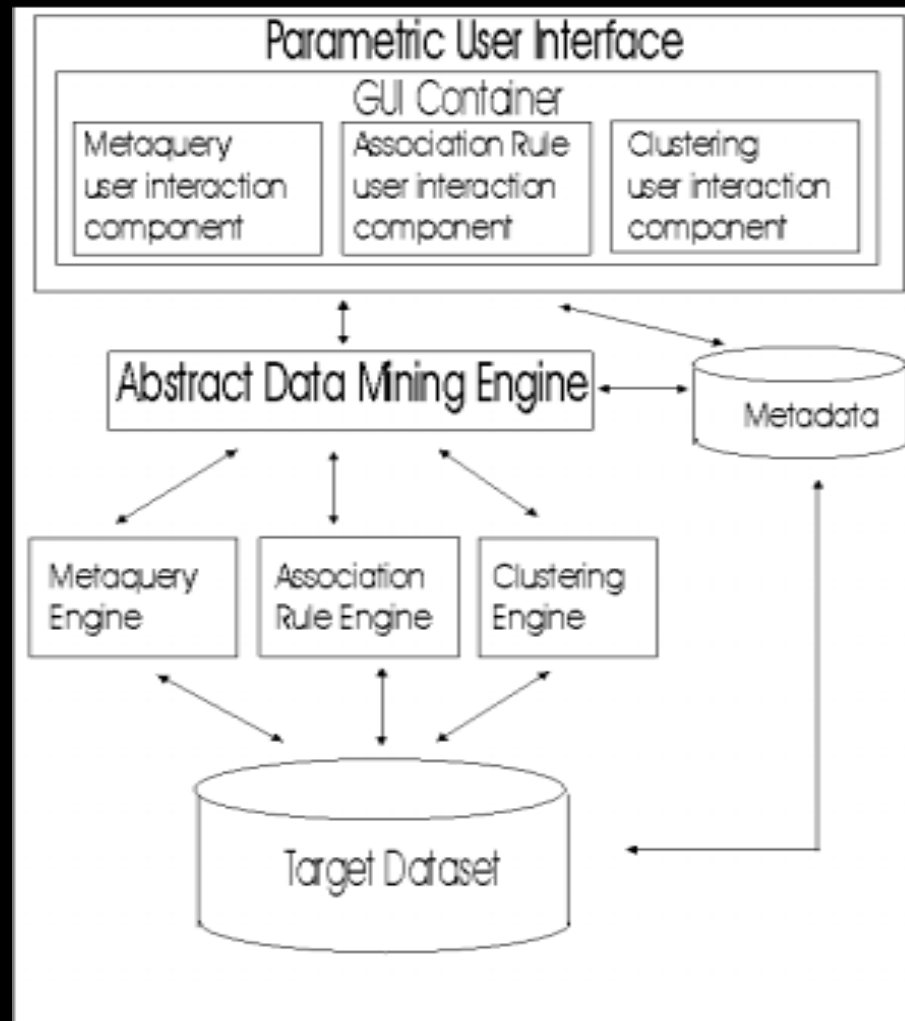 Parametric User Interface
GUI Container
Metaquery
user interaction
component
Association Rule
user interaction
component
Clustering
user interaction
component
Abstract Data Mining Engine
Metadata
Metaquery
Engine
Association
Rule Engine
Clustering
Engine
Target Dataset